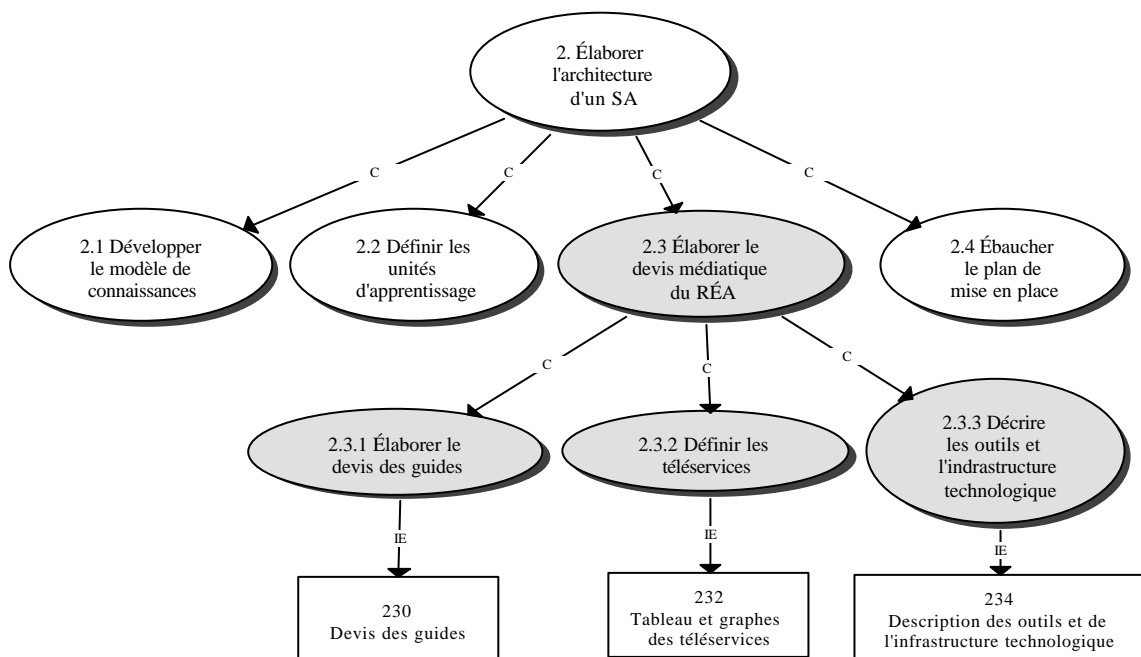 2. Élaborer
l'architecture
d'un SA
C
C
C
C
2.1 Développer
le modèle de
connaissances
2.2 Définir les
unités
d'apprentissage
2.3 Élaborer le
devis médiatique
du RÉA
2.4 Ébaucher
le plan de
mise en place
C
C
C
2.3.1 Élaborer le
devis des guides
2.3.2 Définir les
téléservices
2.3.3 Décrire
les outils et
l'indrastructure
technologique
IE
IE
IE
230
Devis des guides
232
Tableau et graphes
des téléservices
234
Description des outils et de
l'infrastructure technologique